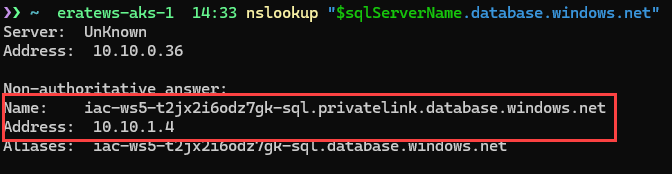 ❯❯ ~  eratews-aks-1  14:33 nslookup "$sqlServerName.database.windows.net"
Server:  UnKnown
Address:  10.10.0.36
Non-authoritative answer:
Name:    iac-ws5-t2jx2i6odz7gk-sql.privatelink.database.windows.net
Address:  10.10.1.4
Aliases:  iac-ws5-t2jx2i6odz7gk-sql.database.windows.net